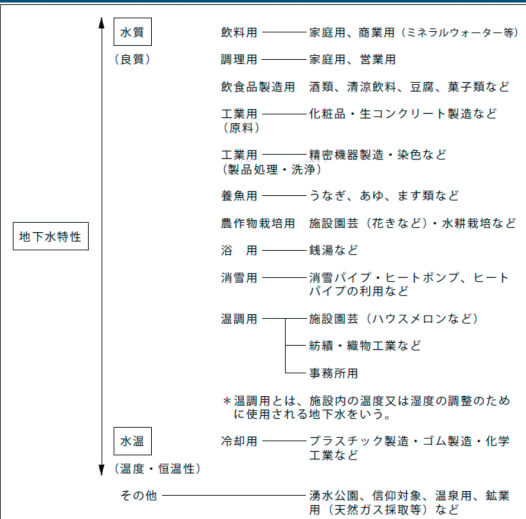 水質 飲料用 家庭用、商業用（ミネラルウォーター等）
（良質） 調理用 家庭用、営業用
飲食品製造用 酒類、清涼飲料、豆腐、菓子類など
工業用 化粧品・生コンクリート製造など
（原料）
工業用 精密機器製造・染色など
（製品処理・洗浄）
養魚用 うなぎ、あゆ、ます類など
地下水特性 農作物栽培用 施設園芸（花きなど）・水耕栽培など
浴　用 銭湯など
消雪用 消雪パイプ・ヒートポンプ、ヒート
パイプの利用など
温調用 施設園芸（ハウスメロンなど）
紡績・織物工業など
事務所用
＊温調用とは、施設内の温度又は湿度の調整のため
に使用される地下水をいう。
水温 冷却用 プラスチック製造・ゴム製造・化学
工業など
（温度・恒温性）
その他 湧水公園、信仰対象、温泉用、鉱業
用（天然ガス採取等）など